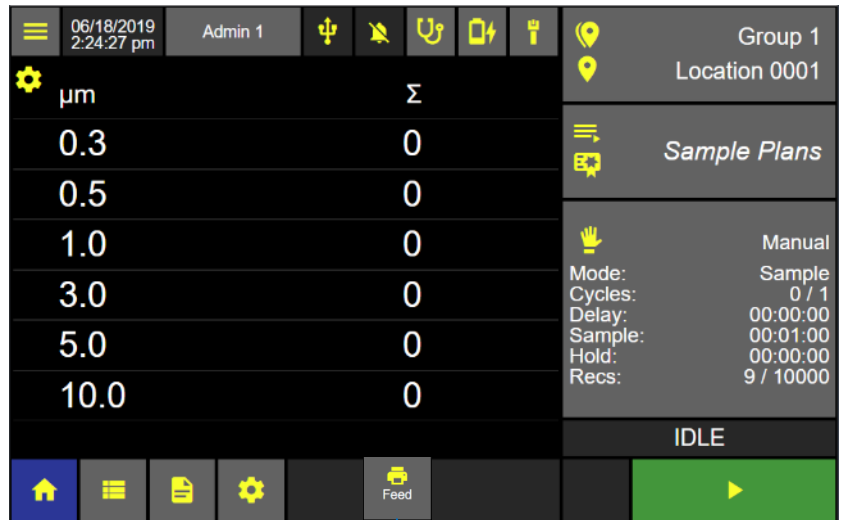 06/18/2019
2:24:27 pm
Admin 1
Group 1
Location 0001
µm Σ
0.3 0
0.5 0
1.0 0
3.0 0
5.0 0
10.0 0
Sample Plans
Manual
Mode: Sample
Cycles: 0 / 1
Delay: 00:00:00
Sample: 00:01:00
Hold: 00:00:00
Recs: 9 / 10000
IDLE
Feed